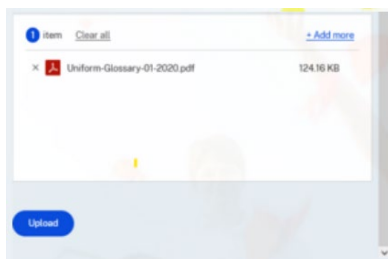 1 item Clear all + Add more
× Uniform-Glossary-01-2020.pdf 124.16 KB
Upload